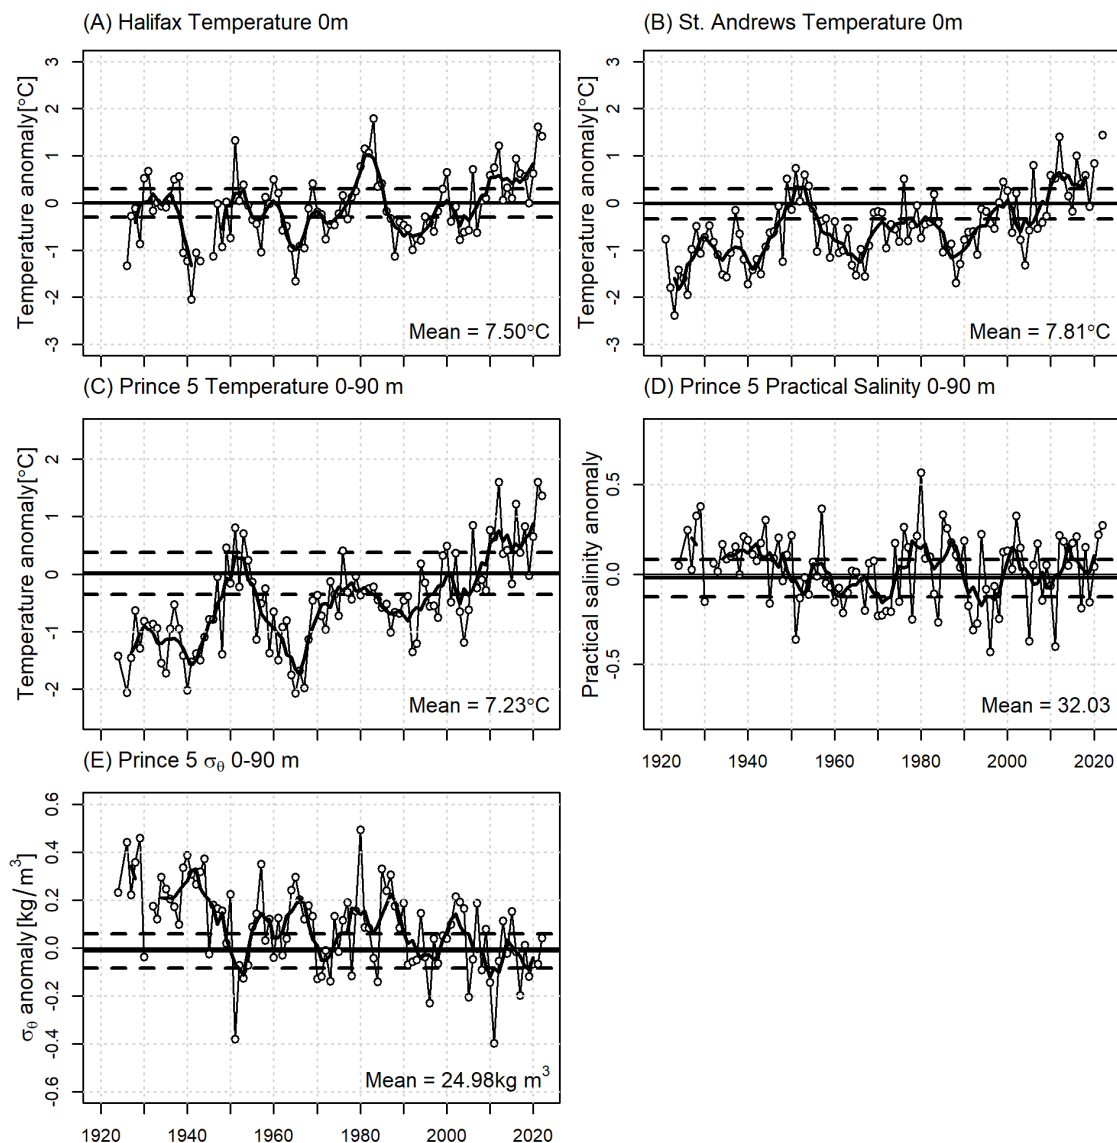 (A) Halifax Temperature 0m
Temperature anomaly[°C]
3
2
1
0
-1
-2
-3
Mean = 7.50°C
(B) St. Andrews Temperature 0m
Temperature anomaly[°C]
3
2
1
0
-1
-2
-3
Mean = 7.81°C
(C) Prince 5 Temperature 0-90 m
Temperature anomaly[°C]
2
1
0
-1
-2
Mean = 7.23°C
(D) Prince 5 Practical Salinity 0-90 m
Practical salinity anomaly
0.5
0.0
-0.5
Mean = 32.03
1920 1940 1960 1980 2000 2020
(E) Prince 5 σθ 0-90 m
σθ anomaly [kg/m³]
0.6
0.4
0.2
0.0
-0.2
-0.4
-0.6
Mean = 24.98kg m³
1920 1940 1960 1980 2000 2020